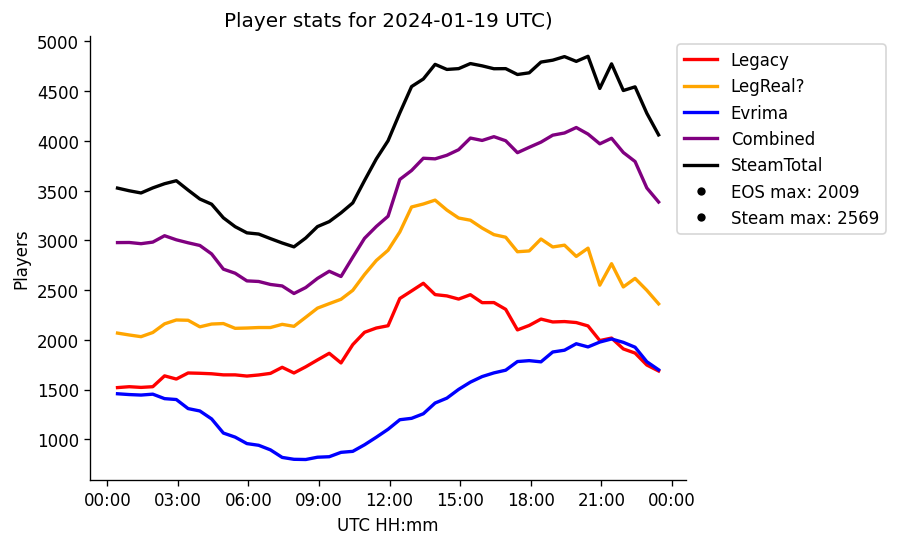 Player stats for 2024-01-19 UTC)
5000
4500
4000
3500
3000
2500
2000
1500
1000
Players
00:00 03:00 06:00 09:00 12:00 15:00 18:00 21:00 00:00
UTC HH:mm
Legacy
LegReal?
Evrima
Combined
SteamTotal
EOS max: 2009
Steam max: 2569